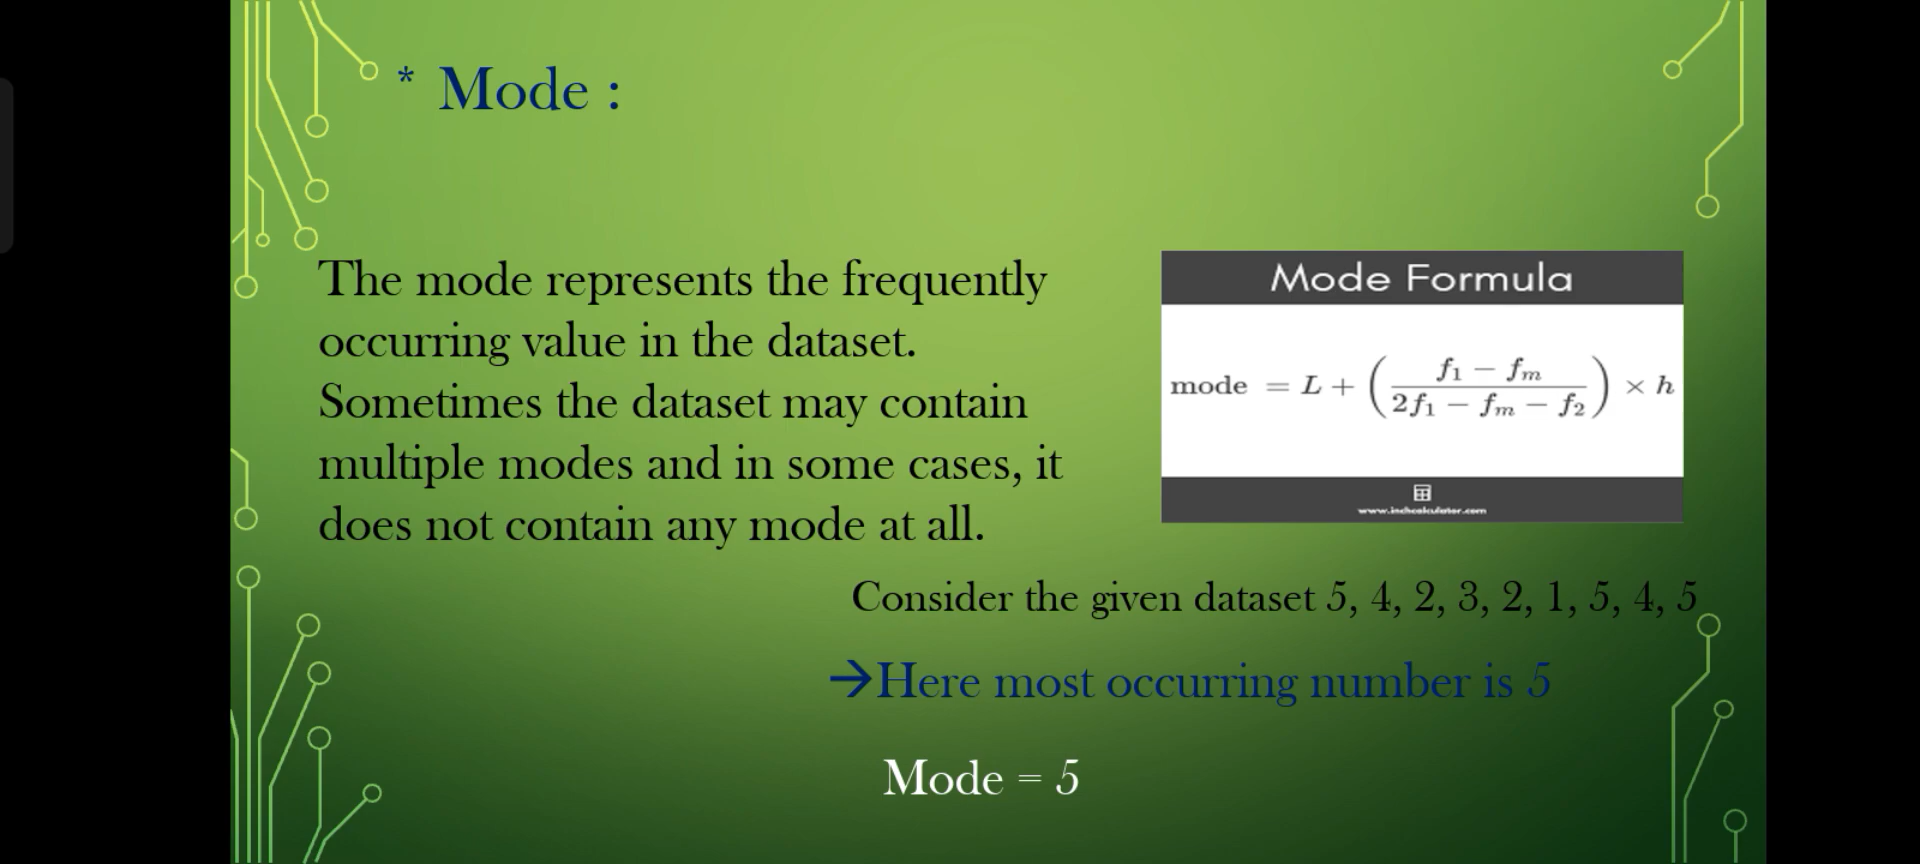 * Mode :
The mode represents the frequently
occurring value in the dataset.
Sometimes the dataset may contain
multiple modes and in some cases, it
does not contain any mode at all.
Mode Formula
mode = L + ( (f₁ − fₘ) / (2f₁ − fₘ − f₂) ) × h
www.inchcalculator.com
Consider the given dataset 5, 4, 2, 3, 2, 1, 5, 4, 5
→Here most occurring number is 5
Mode = 5